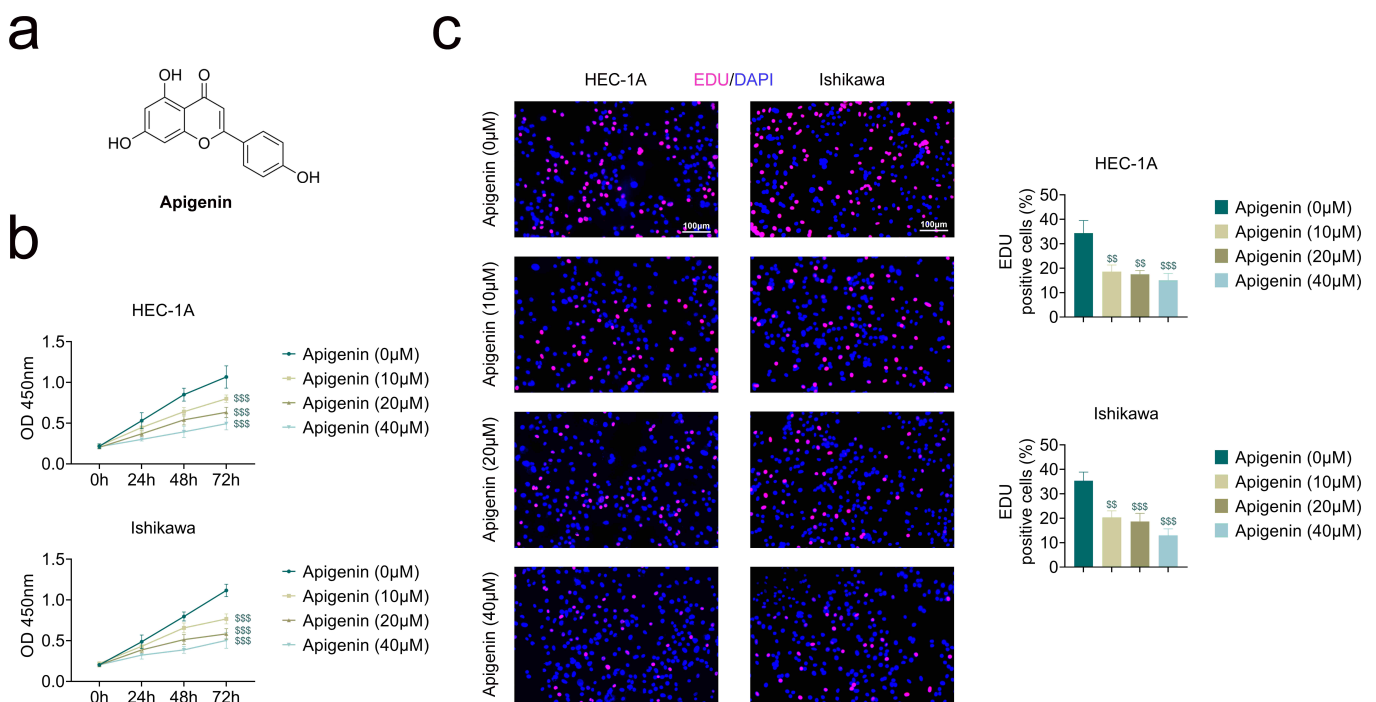 a
OH
O
HO
O
OH
Apigenin
b
HEC-1A
1.5
1.0
0.5
0.0
OD 450nm
0h 24h 48h 72h
$$$
$$$
$$$
Apigenin (0μM)
Apigenin (10μM)
Apigenin (20μM)
Apigenin (40μM)
Ishikawa
1.5
1.0
0.5
0.0
OD 450nm
0h 24h 48h 72h
$$$
$$$
$$$
Apigenin (0μM)
Apigenin (10μM)
Apigenin (20μM)
Apigenin (40μM)
c
HEC-1A EDU/DAPI Ishikawa
Apigenin (0μM)
100μm
100μm
Apigenin (10μM)
Apigenin (20μM)
Apigenin (40μM)
HEC-1A
EDU
positive cells (%)
50
40
30
20
10
0
$$ $$ $$$
Apigenin (0μM)
Apigenin (10μM)
Apigenin (20μM)
Apigenin (40μM)
Ishikawa
EDU
positive cells (%)
50
40
30
20
10
0
$$ $$$ $$$
Apigenin (0μM)
Apigenin (10μM)
Apigenin (20μM)
Apigenin (40μM)